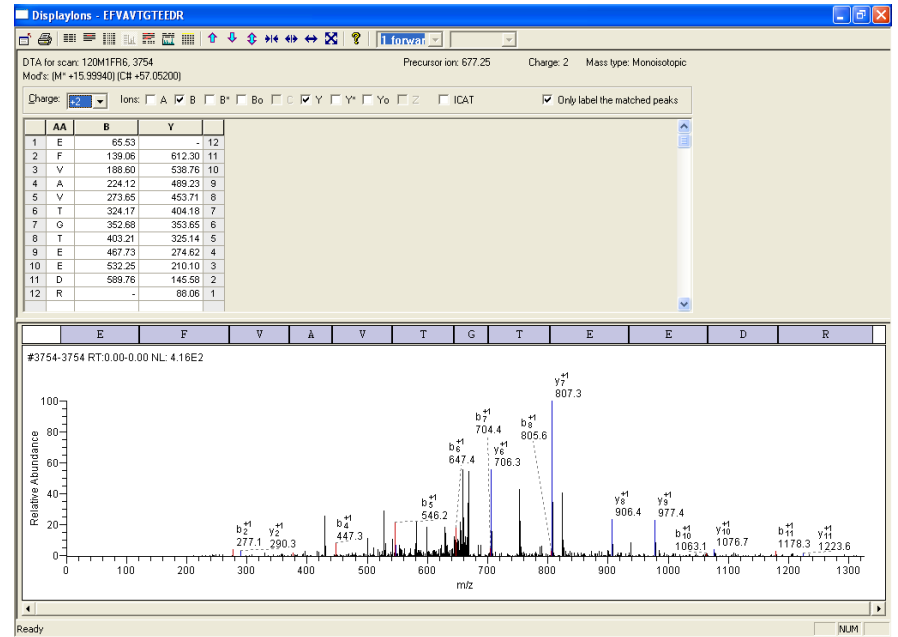 DisplayIons - EFVAVTGTEEDR
1 forwar
DTA for scan: 120M1FR6, 3754 Precursor ion: 677.25 Charge: 2 Mass type: Monoisotopic
Mod's: (M* +15.99940) (C# +57.05200)
Charge: +2 Ions: A B B* Bo C Y Y* Yo Z ICAT Only label the matched peaks
AA B Y
1 E 65.53 - 12
2 F 139.06 612.30 11
3 V 188.60 538.76 10
4 A 224.12 489.23 9
5 V 273.65 453.71 8
6 T 324.17 404.18 7
7 G 352.68 353.65 6
8 T 403.21 325.14 5
9 E 467.73 274.62 4
10 E 532.25 210.10 3
11 D 589.76 145.58 2
12 R - 88.06 1
E F V A V T G T E E D R
#3754-3754 RT:0.00-0.00 NL: 4.16E2
y7+1
807.3
100
b7+1
704.4
b8+1
805.6
80
b6+1
647.4
y6+1
706.3
60
Relative Abundance
40
y8+1
906.4
y9+1
977.4
b5+1
546.2
20
b2+1
277.1
y2+1
290.3
b4+1
447.3
b10+1
1063.1
y10+1
1076.7
b11+1
1178.3
y11+1
1223.6
0
0 100 200 300 400 500 600 700 800 900 1000 1100 1200 1300
m/z
Ready NUM